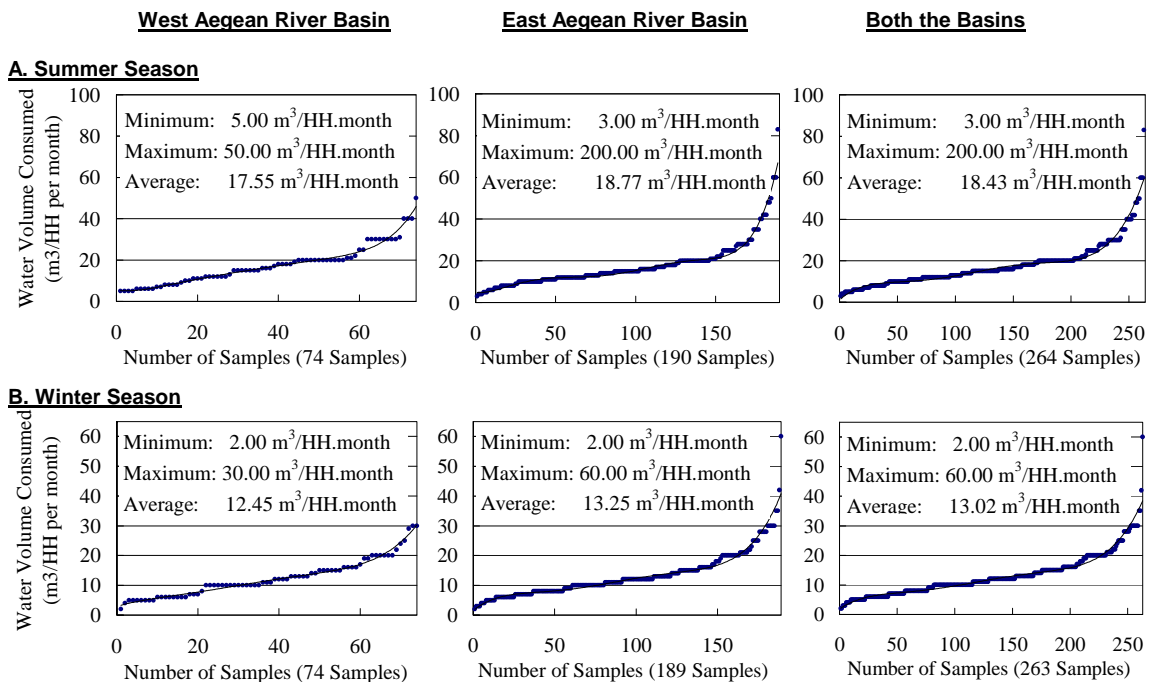 West Aegean River Basin
East Aegean River Basin
Both the Basins
A. Summer Season
Water Volume Consumed
(m3/HH per month)
100
80
60
40
20
0
Minimum: 5.00 m³/HH.month
Maximum: 50.00 m³/HH.month
Average: 17.55 m³/HH.month
0 20 40 60
Number of Samples (74 Samples)
100
80
60
40
20
0
Minimum: 3.00 m³/HH.month
Maximum: 200.00 m³/HH.month
Average: 18.77 m³/HH.month
0 50 100 150
Number of Samples (190 Samples)
100
80
60
40
20
0
Minimum: 3.00 m³/HH.month
Maximum: 200.00 m³/HH.month
Average: 18.43 m³/HH.month
0 50 100 150 200 250
Number of Samples (264 Samples)
B. Winter Season
Water Volume Consumed
(m3/HH per month)
60
50
40
30
20
10
0
Minimum: 2.00 m³/HH.month
Maximum: 30.00 m³/HH.month
Average: 12.45 m³/HH.month
0 20 40 60
Number of Samples (74 Samples)
60
50
40
30
20
10
0
Minimum: 2.00 m³/HH.month
Maximum: 60.00 m³/HH.month
Average: 13.25 m³/HH.month
0 50 100 150
Number of Samples (189 Samples)
60
50
40
30
20
10
0
Minimum: 2.00 m³/HH.month
Maximum: 60.00 m³/HH.month
Average: 13.02 m³/HH.month
0 50 100 150 200 250
Number of Samples (263 Samples)